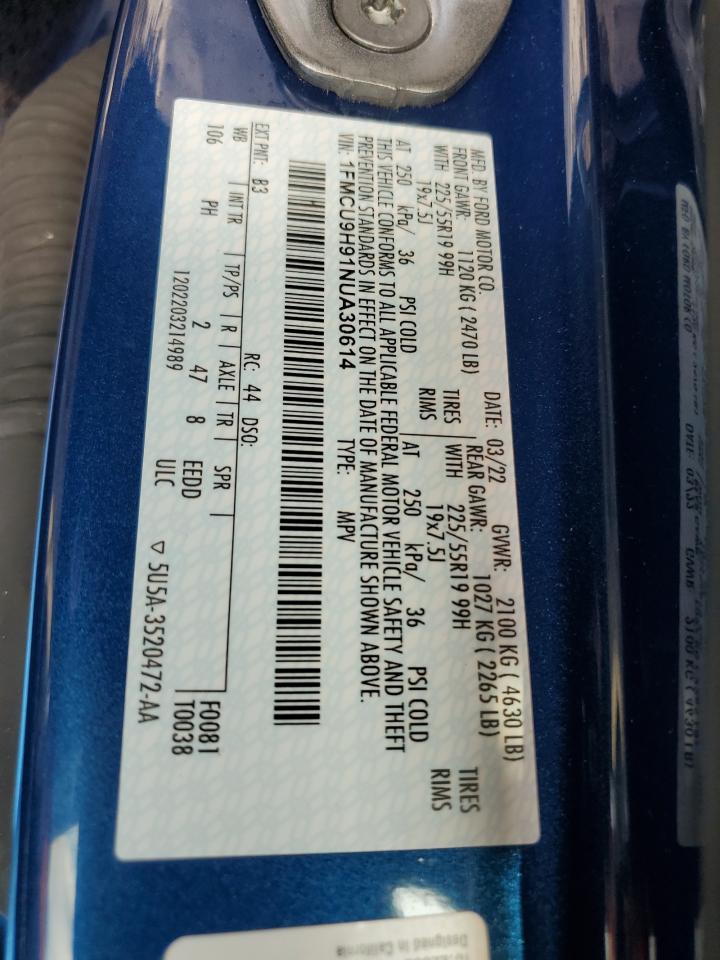 MFD. BY FORD MOTOR CO. DATE: 03/22 GVWR: 2100 KG ( 4630 LB)
FRONT GAWR: 1120 KG ( 2470 LB) REAR GAWR: 1027 KG ( 2265 LB)
WITH 225/55R19 99H TIRES WITH 225/55R19 99H TIRES
19x7.5J RIMS 19x7.5J RIMS
AT 250 kPa/ 36 PSI COLD AT 250 kPa/ 36 PSI COLD
THIS VEHICLE CONFORMS TO ALL APPLICABLE FEDERAL MOTOR VEHICLE SAFETY AND THEFT
PREVENTION STANDARDS IN EFFECT ON THE DATE OF MANUFACTURE SHOWN ABOVE.
VIN: 1FMCU9H91NUA30614 TYPE: MPV
EXT PNT: B3 RC: 44 DSO:
WB | INT TR | TP/PS | R | AXLE | TR | SPR | F0081
106 PH 2 47 8 EEDD T0038
1202203214989 ULC
▽ 5U5A-3520472-AA
Designed in California